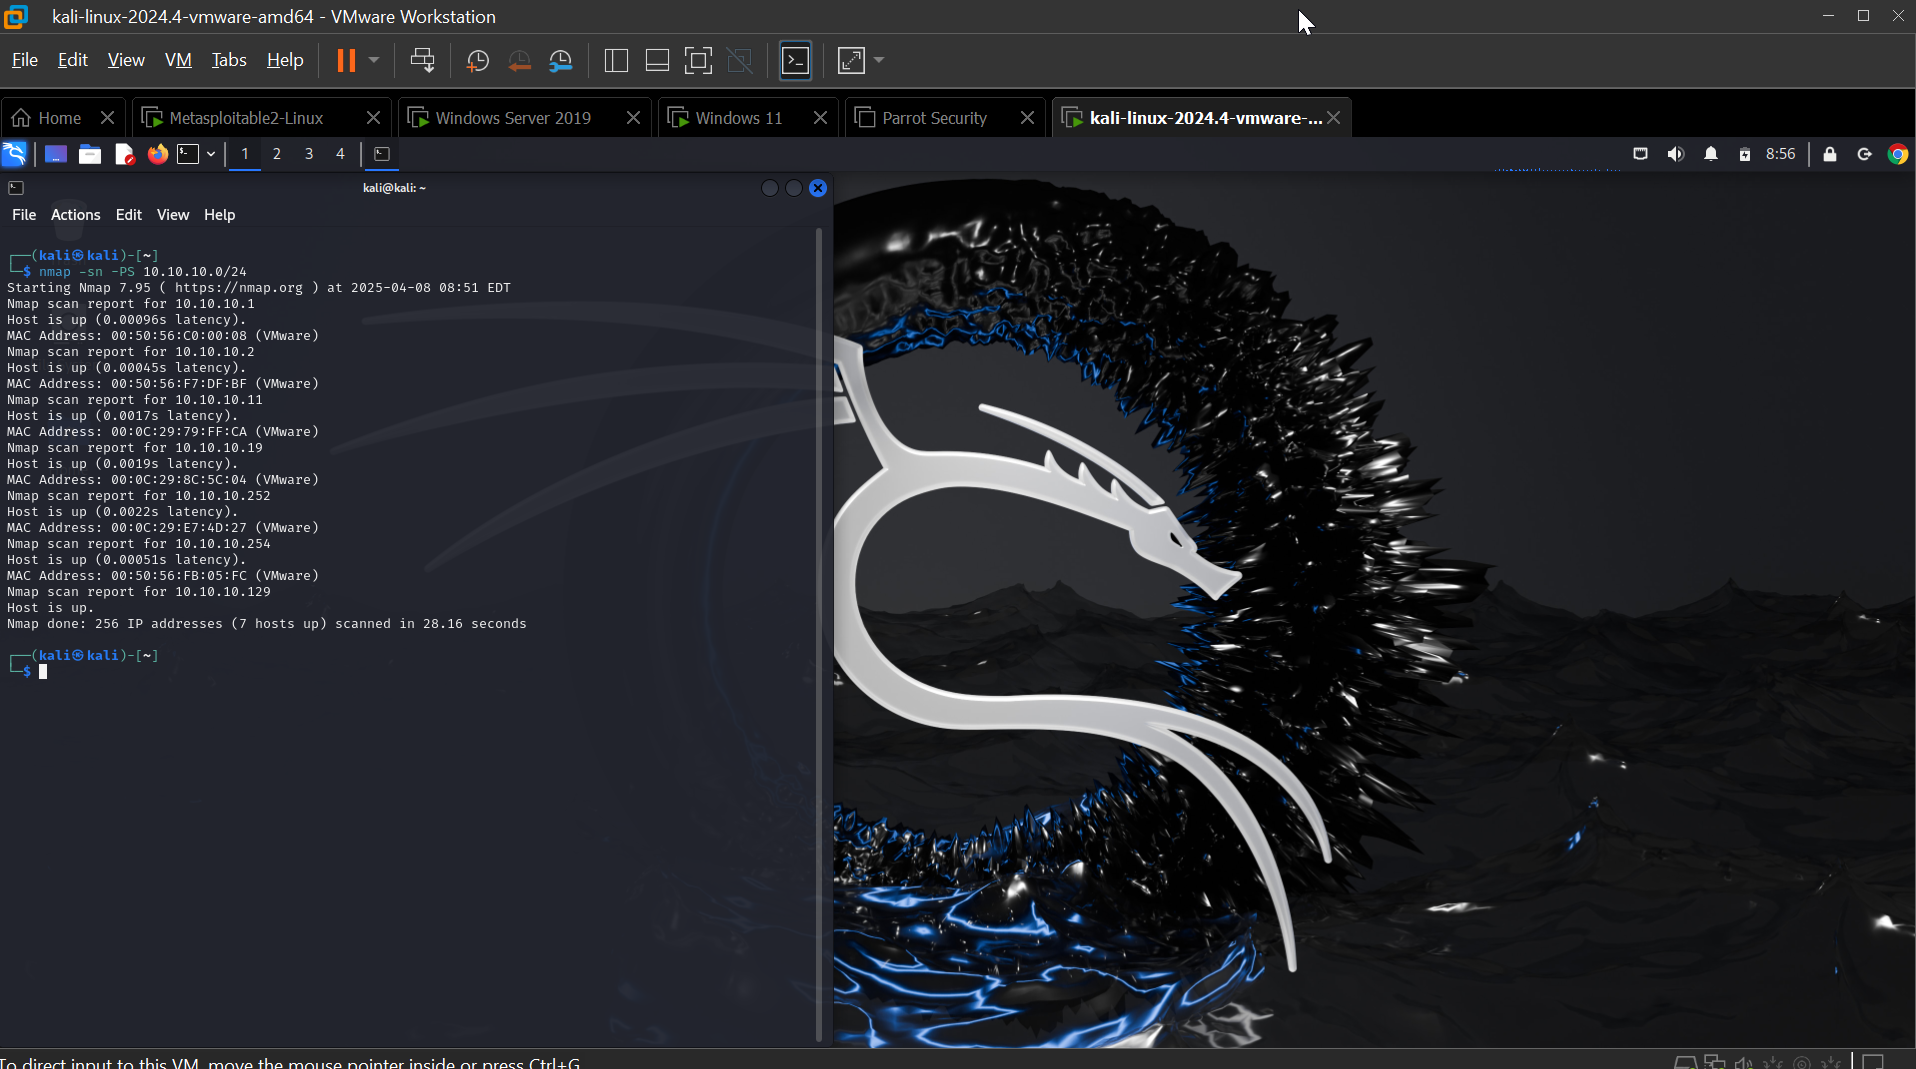 kali-linux-2024.4-vmware-amd64 - VMware Workstation
File Edit View VM Tabs Help
Home Metasploitable2-Linux Windows Server 2019 Windows 11 Parrot Security kali-linux-2024.4-vmware-...
1 2 3 4 8:56
kali@kali: ~
File Actions Edit View Help
┌──(kali㉿kali)-[~]
└─$ nmap -sn -PS 10.10.10.0/24
Starting Nmap 7.95 ( https://nmap.org ) at 2025-04-08 08:51 EDT
Nmap scan report for 10.10.10.1
Host is up (0.00096s latency).
MAC Address: 00:50:56:C0:00:08 (VMware)
Nmap scan report for 10.10.10.2
Host is up (0.00045s latency).
MAC Address: 00:50:56:F7:DF:BF (VMware)
Nmap scan report for 10.10.10.11
Host is up (0.0017s latency).
MAC Address: 00:0C:29:79:FF:CA (VMware)
Nmap scan report for 10.10.10.19
Host is up (0.0019s latency).
MAC Address: 00:0C:29:8C:5C:04 (VMware)
Nmap scan report for 10.10.10.252
Host is up (0.0022s latency).
MAC Address: 00:0C:29:E7:4D:27 (VMware)
Nmap scan report for 10.10.10.254
Host is up (0.00051s latency).
MAC Address: 00:50:56:FB:05:FC (VMware)
Nmap scan report for 10.10.10.129
Host is up.
Nmap done: 256 IP addresses (7 hosts up) scanned in 28.16 seconds
┌──(kali㉿kali)-[~]
└─$
To direct input to this VM, move the mouse pointer inside or press Ctrl+G.